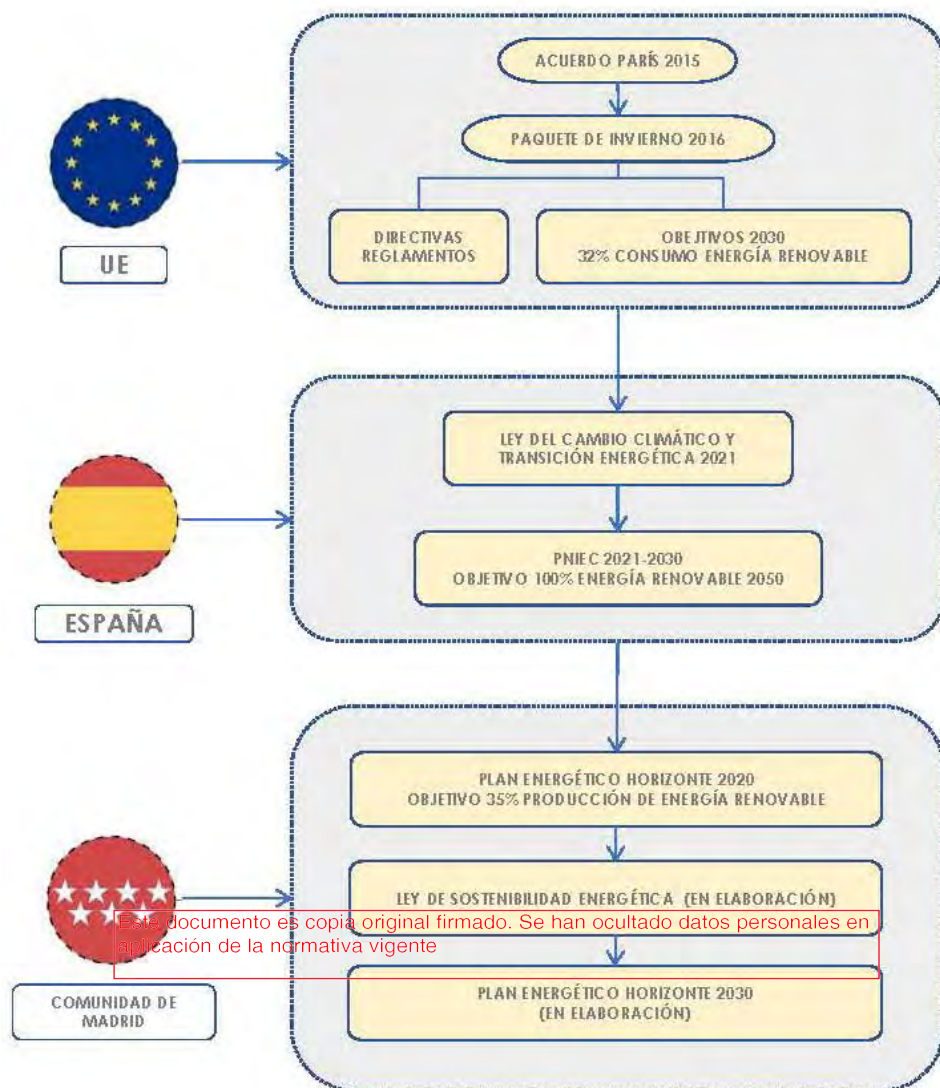 ACUERDO PARÍS 2015
PAQUETE DE INVIERNO 2016
DIRECTIVAS
REGLAMENTOS
OBEJTIVOS 2030
32% CONSUMO ENERGÍA RENOVABLE
UE
LEY DEL CAMBIO CLIMÁTICO Y
TRANSICIÓN ENERGÉTICA 2021
PNIEC 2021-2030
OBJETIVO 100% ENERGÍA RENOVABLE 2050
ESPAÑA
PLAN ENERGÉTICO HORIZONTE 2020
OBJETIVO 35% PRODUCCIÓN DE ENERGÍA RENOVABLE
LEY DE SOSTENIBILIDAD ENERGÉTICA (EN ELABORACIÓN)
Este documento es copia original firmado. Se han ocultado datos personales en
aplicación de la normativa vigente
PLAN ENERGÉTICO HORIZONTE 2030
(EN ELABORACIÓN)
COMUNIDAD DE
MADRID